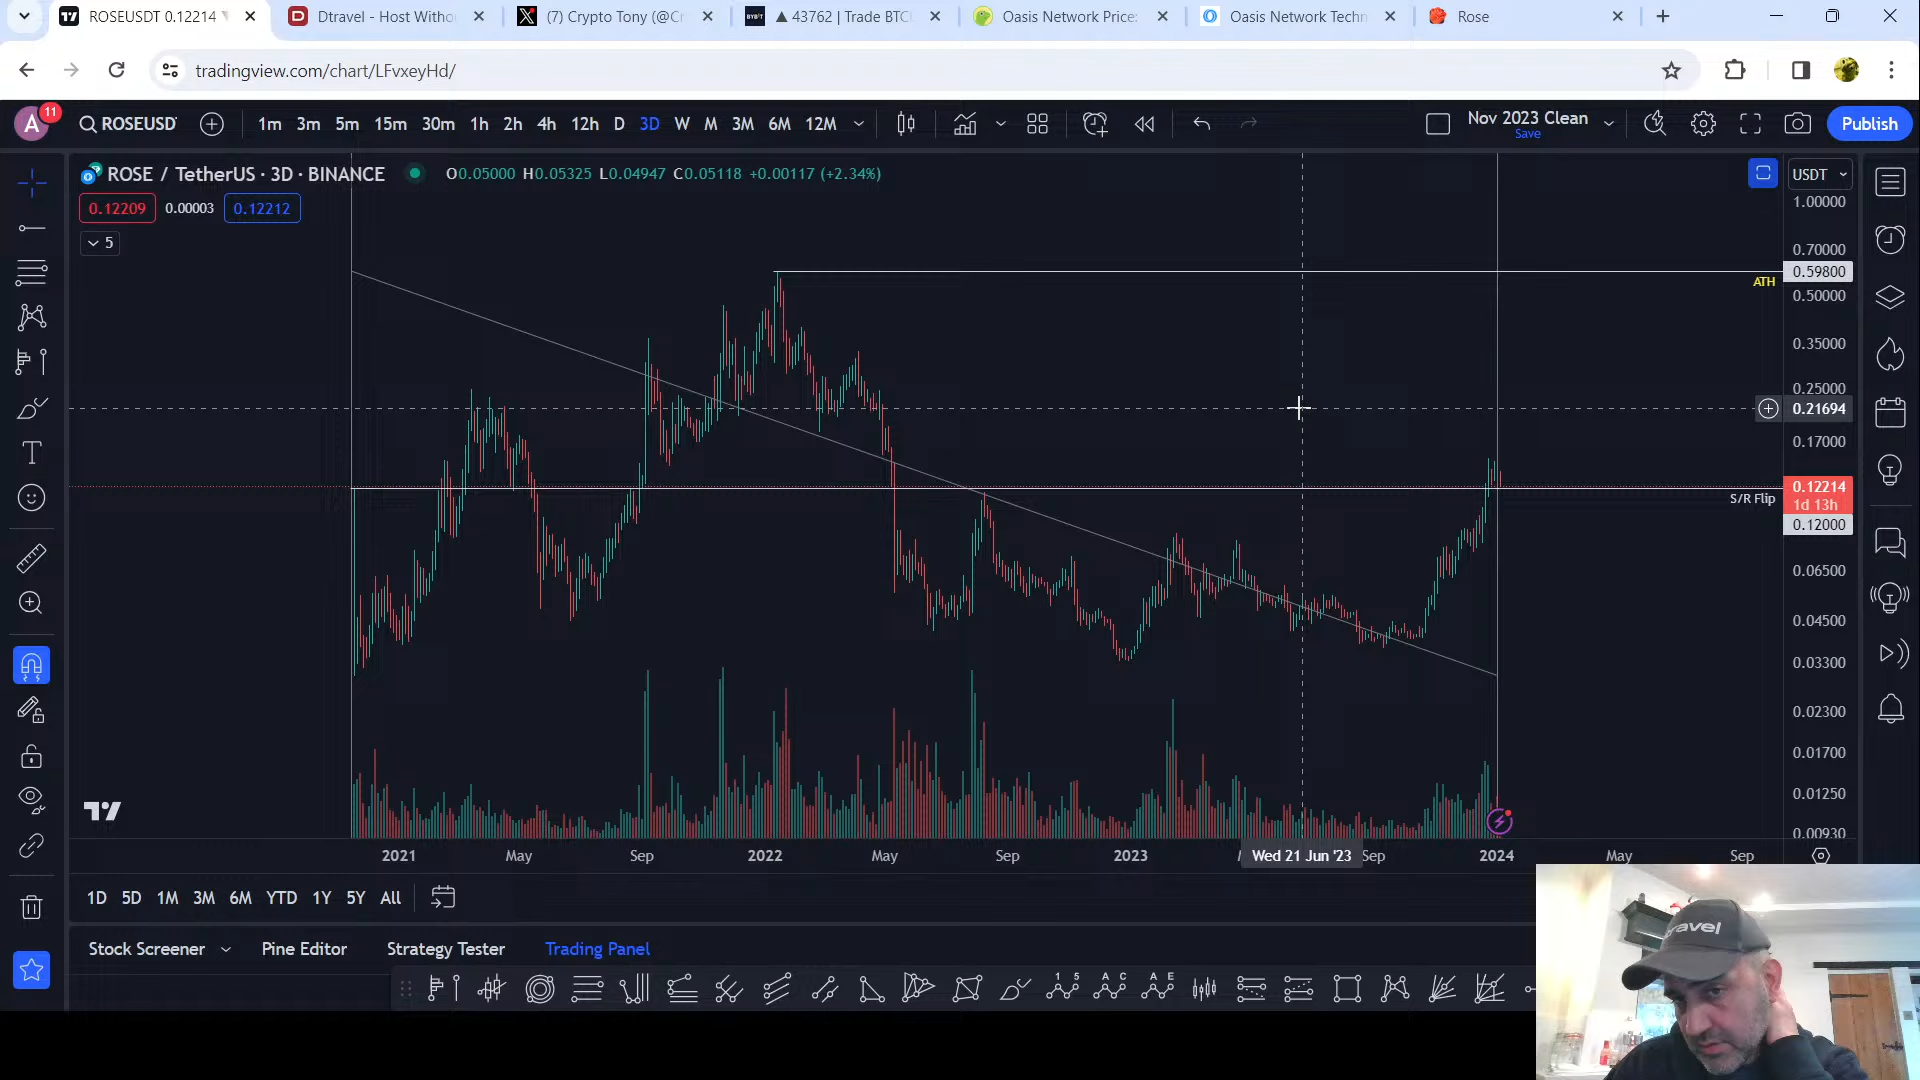 ROSEUSDT 0.12214
Dtravel - Host Witho
(7) Crypto Tony (@Cr
▲ 43762 | Trade BTC
Oasis Network Price:
Oasis Network Techn
Rose
tradingview.com/chart/LFvxeyHd/
A
11
ROSEUSD
1m 3m 5m 15m 30m 1h 2h 4h 12h D 3D W M 3M 6M 12M
Nov 2023 Clean
Save
Publish
ROSE / TetherUS · 3D · BINANCE
O0.05000 H0.05325 L0.04947 C0.05118 +0.00117 (+2.34%)
0.12209 0.00003 0.12212
5
USDT
1.00000
0.70000
0.59800
ATH
0.50000
0.35000
0.25000
0.21694
0.17000
0.12214
S/R Flip
1d 13h
0.12000
0.06500
0.04500
0.03300
0.02300
0.01700
0.01250
0.00930
2021 May Sep 2022 May Sep 2023 Wed 21 Jun '23 Sep 2024 May Sep
1D 5D 1M 3M 6M YTD 1Y 5Y All
Stock Screener Pine Editor Strategy Tester Trading Panel
ravel